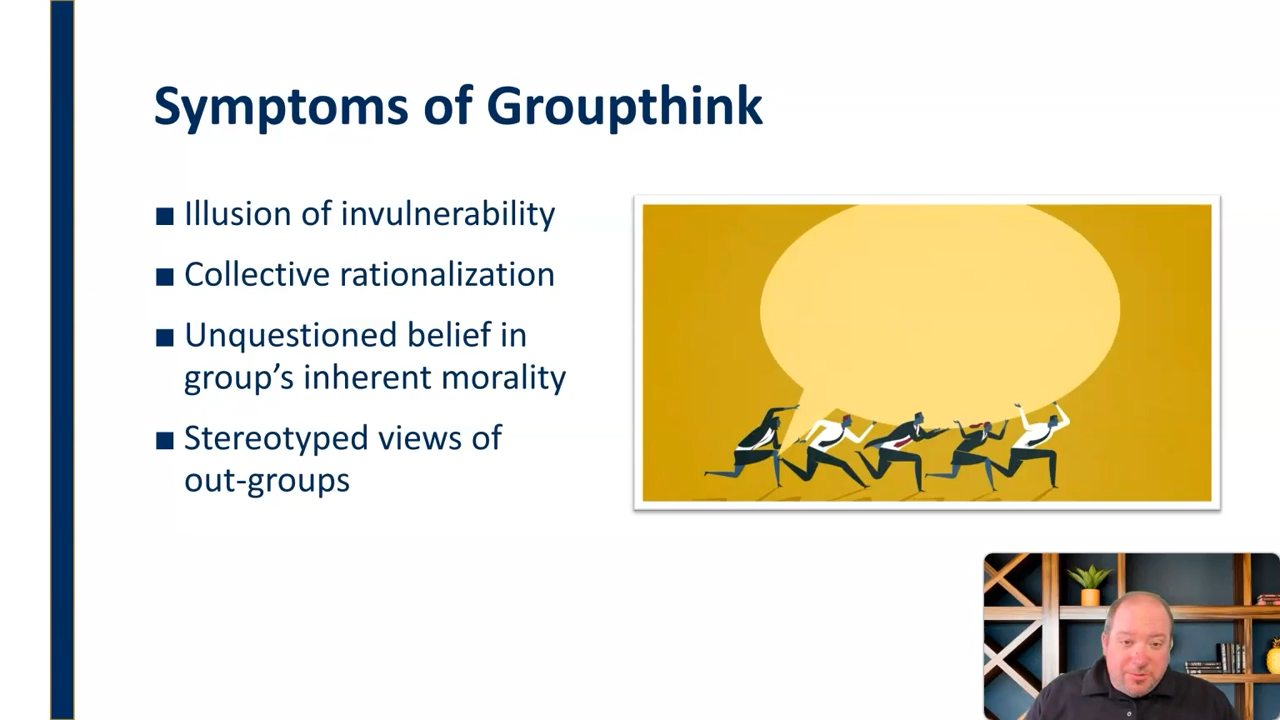 Symptoms of Groupthink
■ Illusion of invulnerability
■ Collective rationalization
■ Unquestioned belief in
group’s inherent morality
■ Stereotyped views of
out-groups